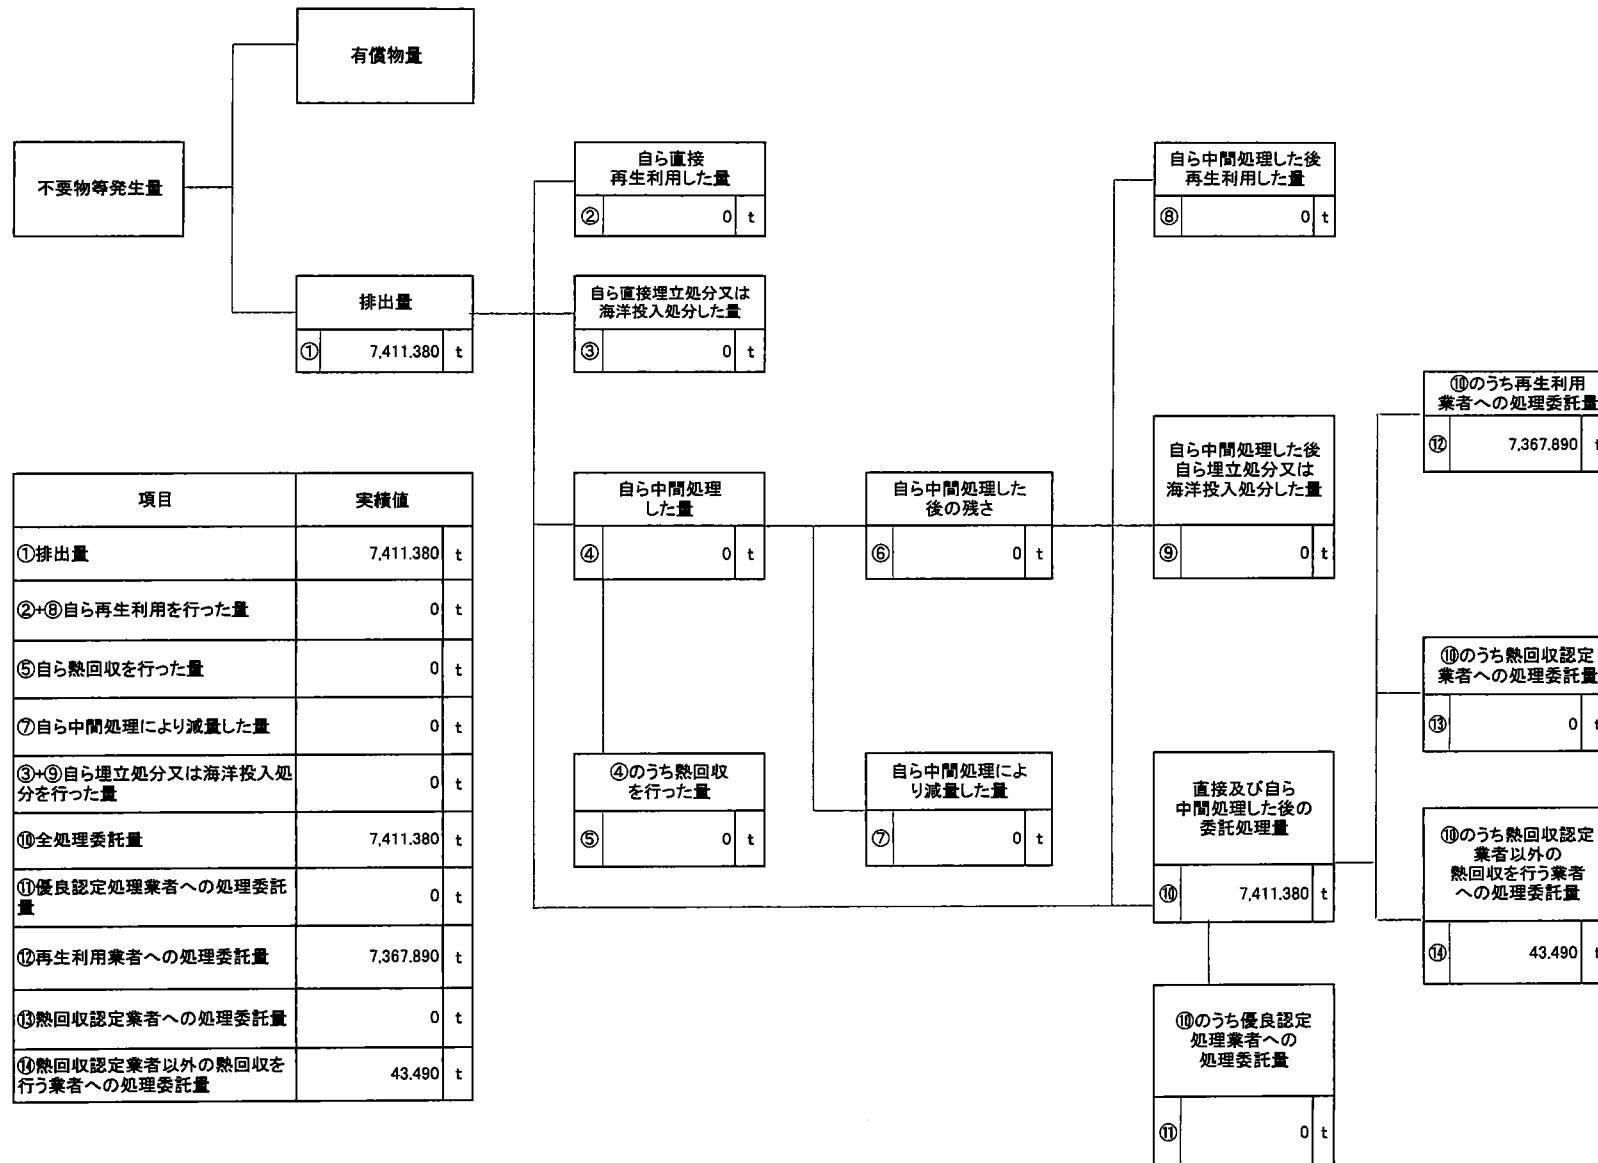 有償物量
不要物等発生量
排出量
① 7,411.380 t
自ら直接
再生利用した量
② 0 t
自ら直接埋立処分又は
海洋投入処分した量
③ 0 t
自ら中間処理
した量
④ 0 t
④のうち熱回収
を行った量
⑤ 0 t
自ら中間処理した
後の残さ
⑥ 0 t
自ら中間処理によ
り減量した量
⑦ 0 t
自ら中間処理した後
再生利用した量
⑧ 0 t
自ら中間処理した後
自ら埋立処分又は
海洋投入処分した量
⑨ 0 t
直接及び自ら
中間処理した後の
委託処理量
⑩ 7,411.380 t
⑩のうち優良認定
処理業者への
処理委託量
⑪ 0 t
⑩のうち再生利用
業者への処理委託量
⑫ 7,367.890 t
⑩のうち熱回収認定
業者への処理委託量
⑬ 0 t
⑩のうち熱回収認定
業者以外の
熱回収を行う業者
への処理委託量
⑭ 43.490 t
項目 実績値
①排出量 7,411.380 t
②+⑧自ら再生利用を行った量 0 t
⑤自ら熱回収を行った量 0 t
⑦自ら中間処理により減量した量 0 t
③+⑨自ら埋立処分又は海洋投入処
分を行った量 0 t
⑩全処理委託量 7,411.380 t
⑪優良認定処理業者への処理委託
量 0 t
⑫再生利用業者への処理委託量 7,367.890 t
⑬熱回収認定業者への処理委託量 0 t
⑭熱回収認定業者以外の熱回収を
行う業者への処理委託量 43.490 t